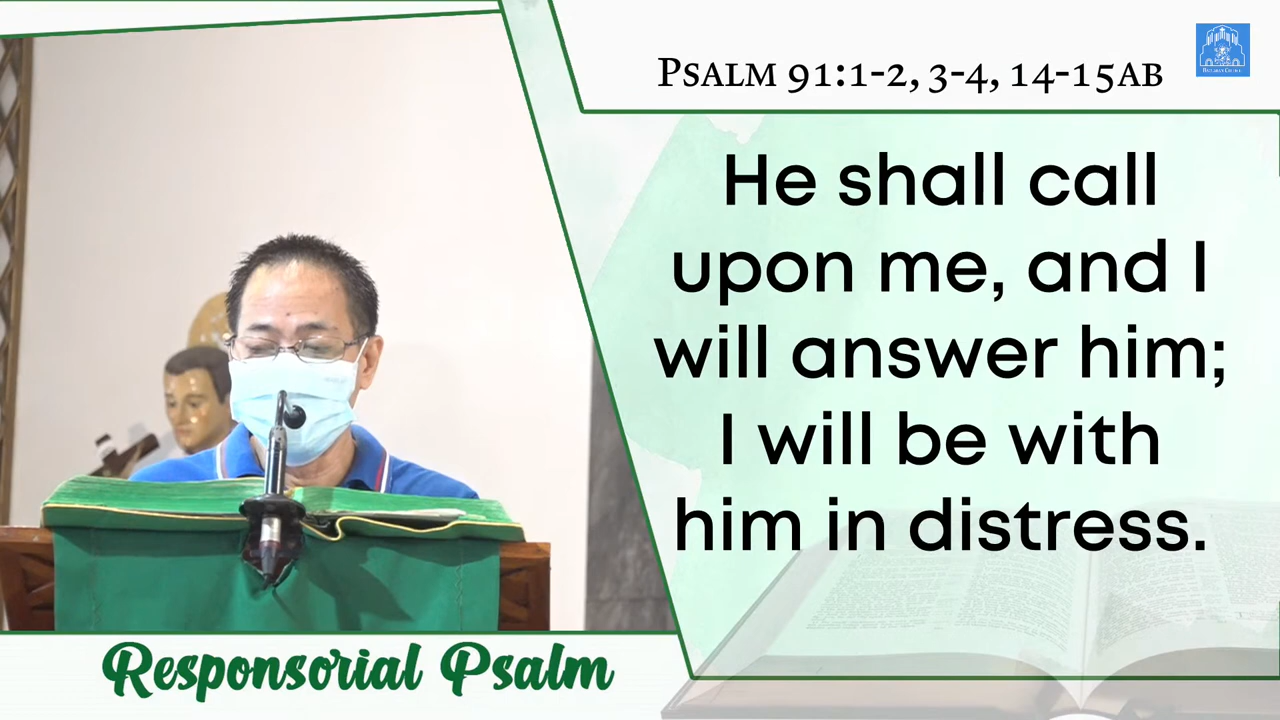 PSALM 91:1-2, 3-4, 14-15AB
He shall call
upon me, and I
will answer him;
I will be with
him in distress.
Responsorial Psalm